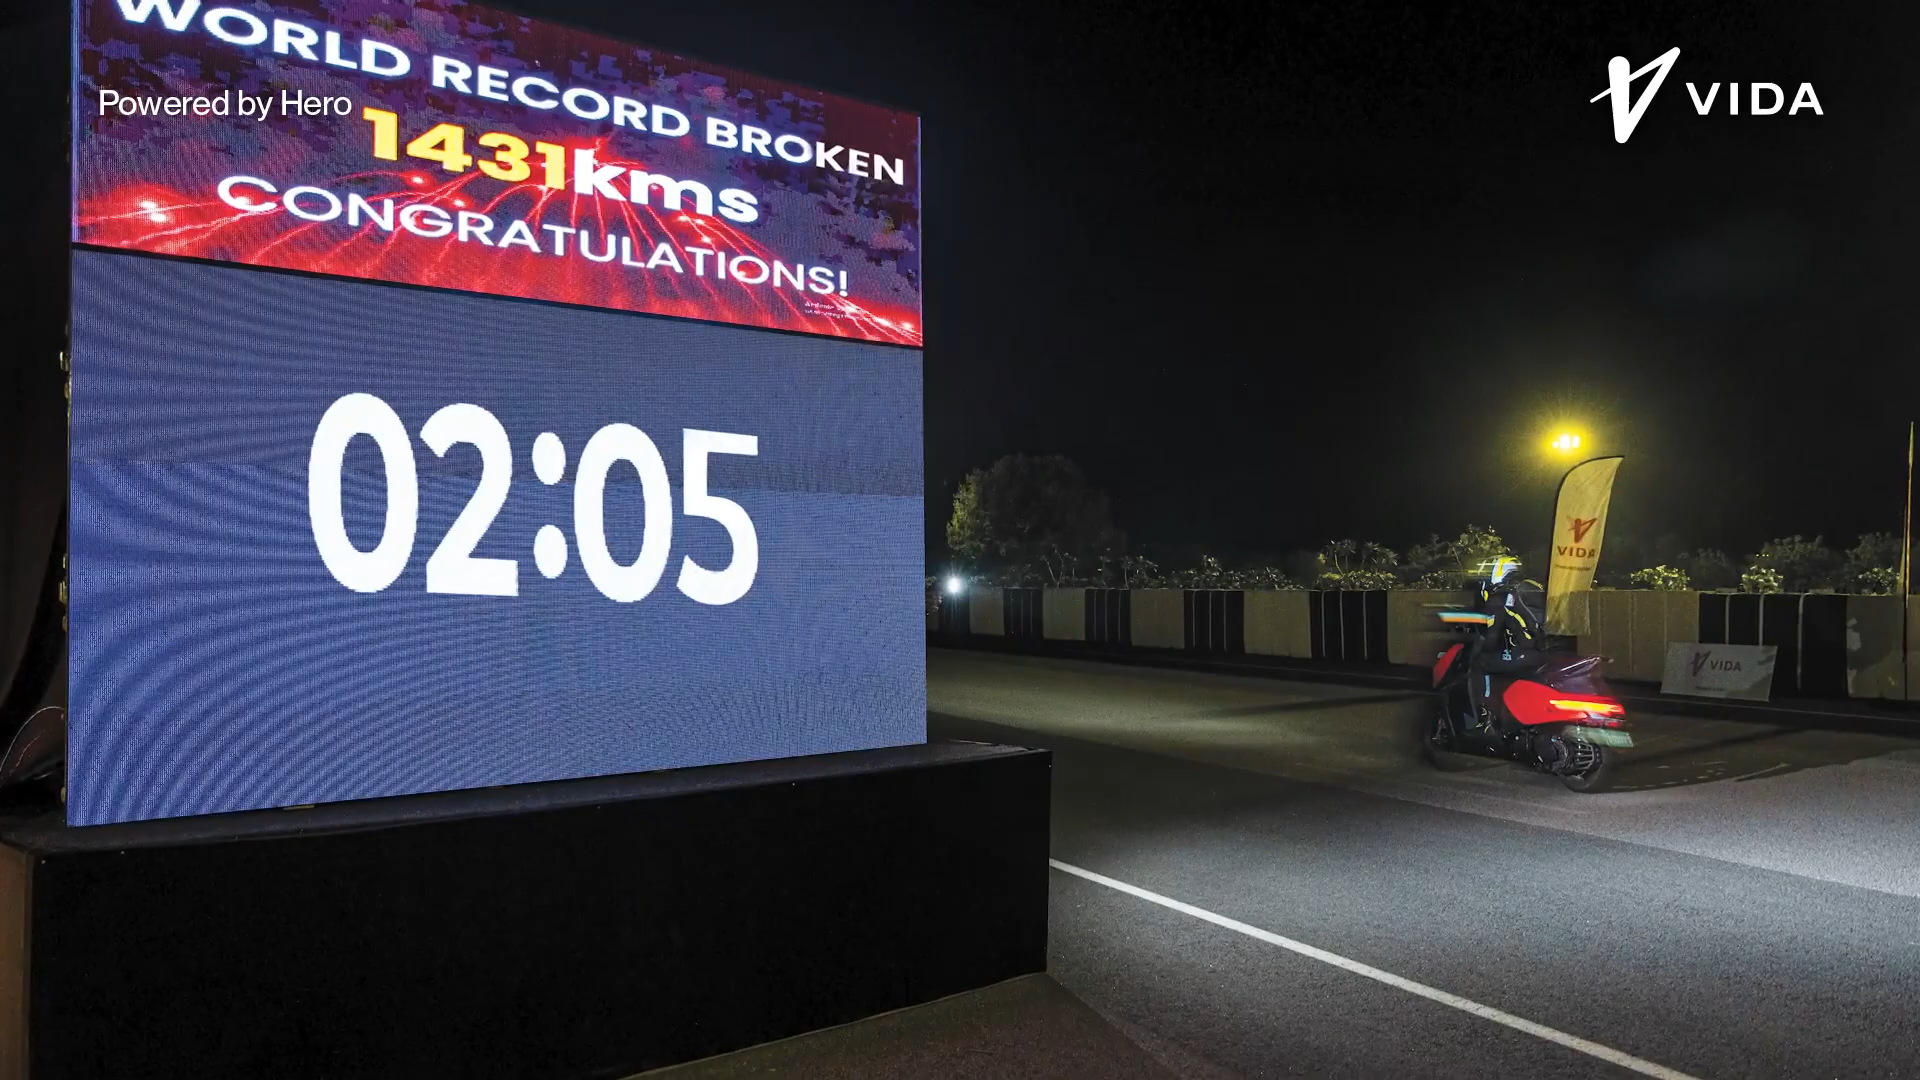 WORLD RECORD BROKEN
Powered by Hero
1431kms
CONGRATULATIONS!
02:05
VIDA
VIDA
VIDA